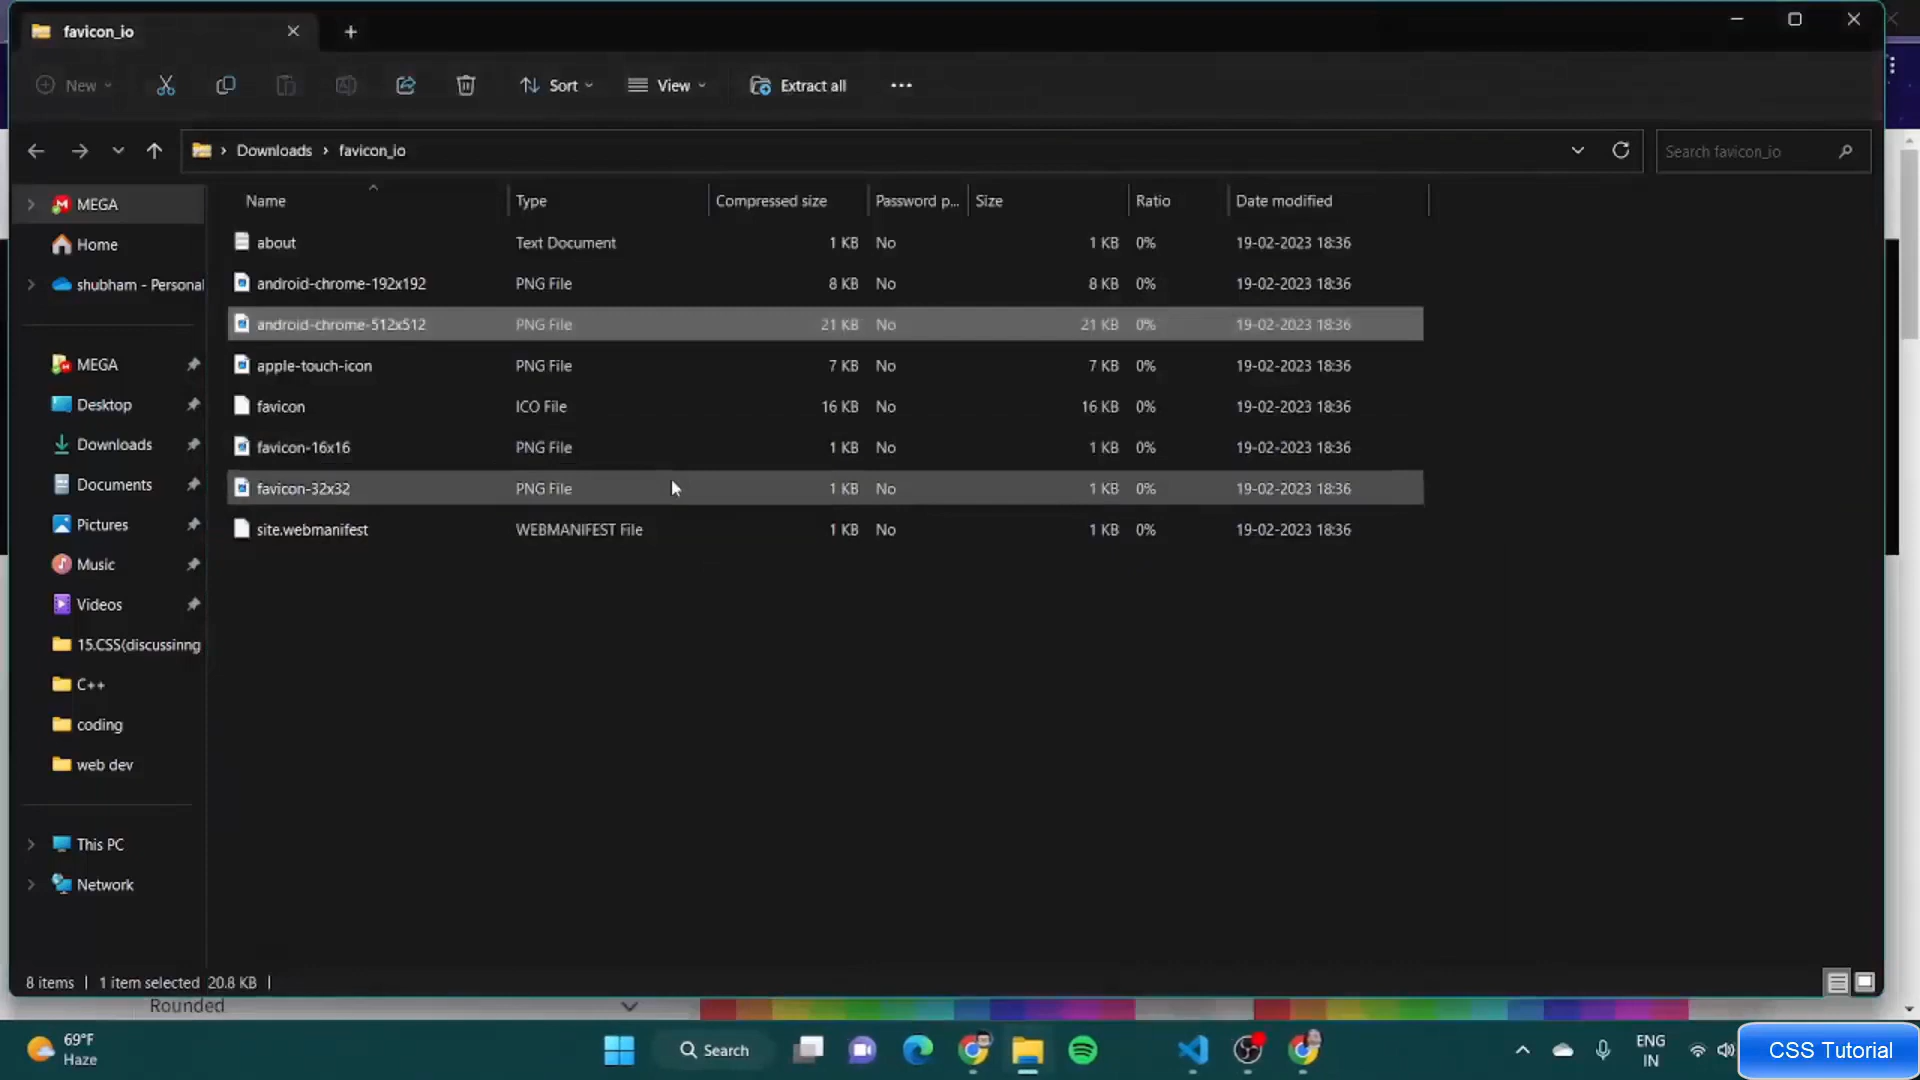 favicon_io
New
Sort
View
Extract all
Downloads
favicon_io
Search favicon_io
Name
Type
Compressed size
Password p...
Size
Ratio
Date modified
about Text Document 1 KB No 1 KB 0% 19-02-2023 18:36
android-chrome-192x192 PNG File 8 KB No 8 KB 0% 19-02-2023 18:36
android-chrome-512x512 PNG File 21 KB No 21 KB 0% 19-02-2023 18:36
apple-touch-icon PNG File 7 KB No 7 KB 0% 19-02-2023 18:36
favicon ICO File 16 KB No 16 KB 0% 19-02-2023 18:36
favicon-16x16 PNG File 1 KB No 1 KB 0% 19-02-2023 18:36
favicon-32x32 PNG File 1 KB No 1 KB 0% 19-02-2023 18:36
site.webmanifest WEBMANIFEST File 1 KB No 1 KB 0% 19-02-2023 18:36
MEGA
Home
shubham - Personal
MEGA
Desktop
Downloads
Documents
Pictures
Music
Videos
15.CSS(discussinng
C++
coding
web dev
This PC
Network
8 items | 1 item selected 20.8 KB |
Rounded
69°F
Haze
Search
ENG
IN
CSS Tutorial